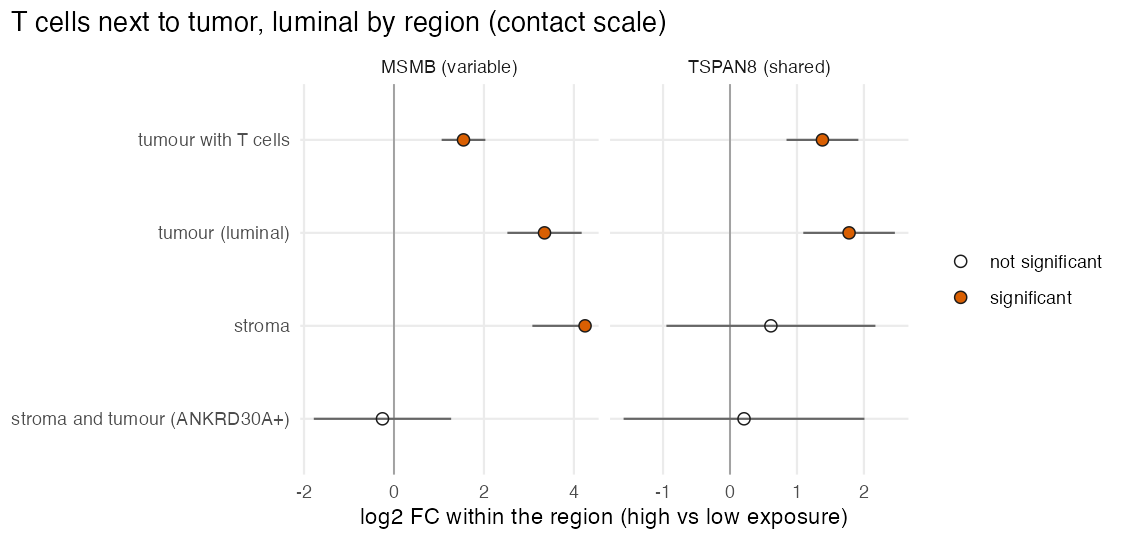 T cells next to tumor, luminal by region (contact scale)
MSMB (variable)
TSPAN8 (shared)
tumour with T cells
tumour (luminal)
stroma
stroma and tumour (ANKRD30A+)
not significant
significant
-2 0 2 4
-1 0 1 2
log2 FC within the region (high vs low exposure)